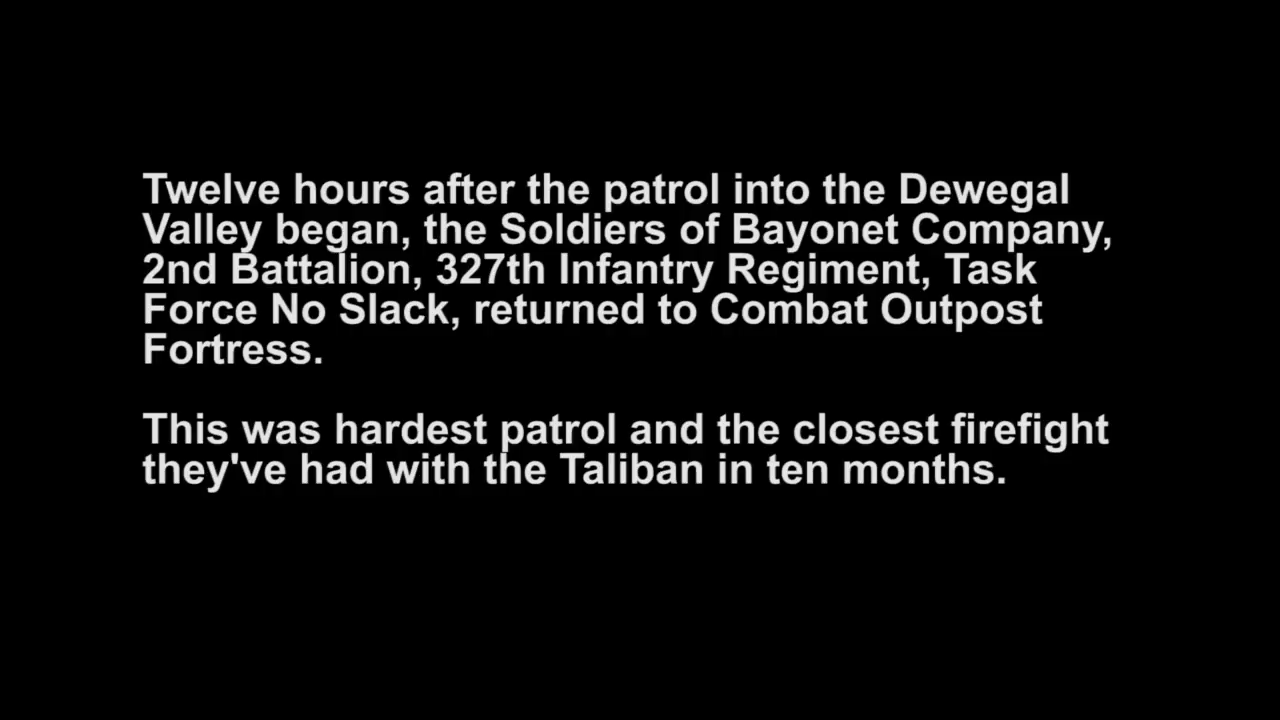 Twelve hours after the patrol into the Dewegal
Valley began, the Soldiers of Bayonet Company,
2nd Battalion, 327th Infantry Regiment, Task
Force No Slack, returned to Combat Outpost
Fortress.
This was hardest patrol and the closest firefight
they've had with the Taliban in ten months.